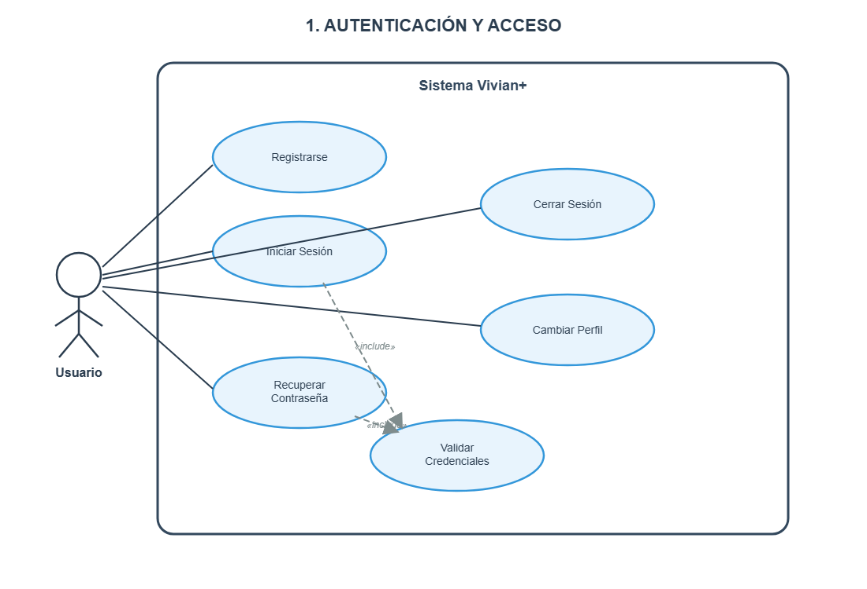 1. AUTENTICACIÓN Y ACCESO
Sistema Vivian+
Registrarse
Cerrar Sesión
Iniciar Sesión
Cambiar Perfil
«include»
Usuario
Recuperar
Contraseña
Validar
Credenciales